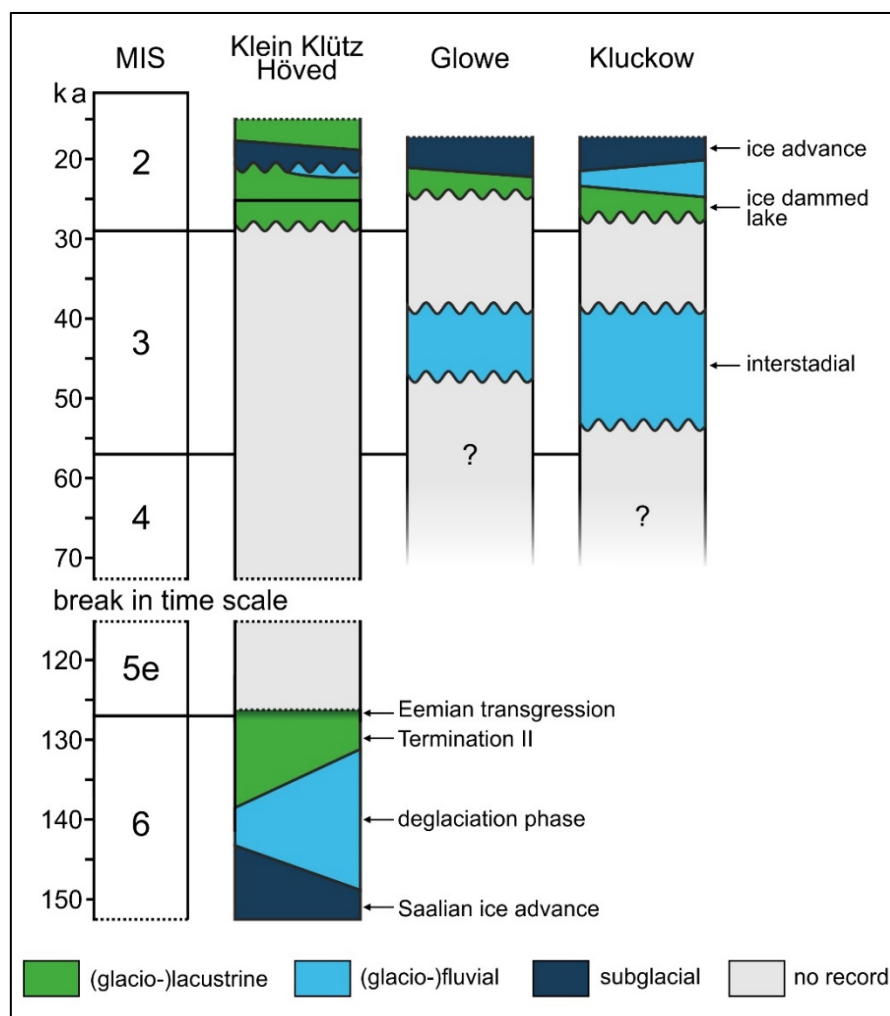 MIS
Klein Klütz
Höved
Glowe
Kluckow
ka
20
30
40
50
60
70
2
3
4
?
?
ice advance
ice dammed
lake
interstadial
break in time scale
120
130
140
150
5e
6
Eemian transgression
Termination II
deglaciation phase
Saalian ice advance
(glacio-)lacustrine
(glacio-)fluvial
subglacial
no record